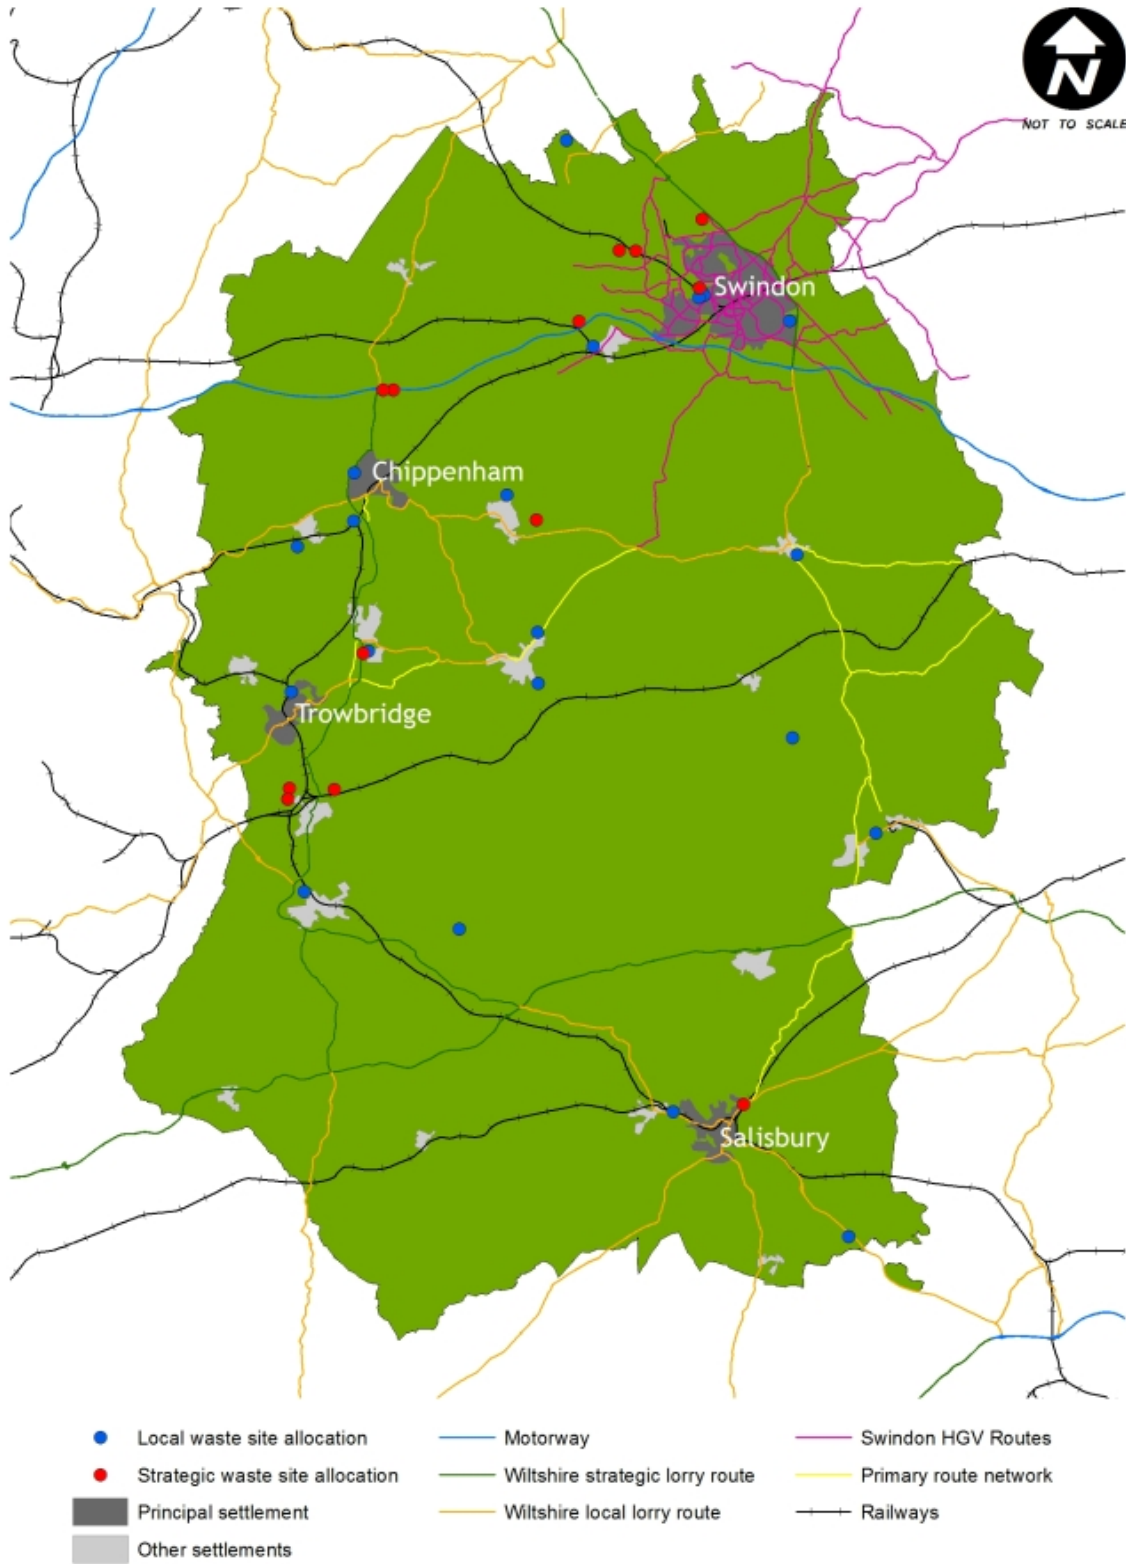 N
NOT TO SCALE
Swindon
Chippenham
Trowbridge
Salisbury
Local waste site allocation
Motorway
Swindon HGV Routes
Strategic waste site allocation
Wiltshire strategic lorry route
Primary route network
Principal settlement
Wiltshire local lorry route
Railways
Other settlements